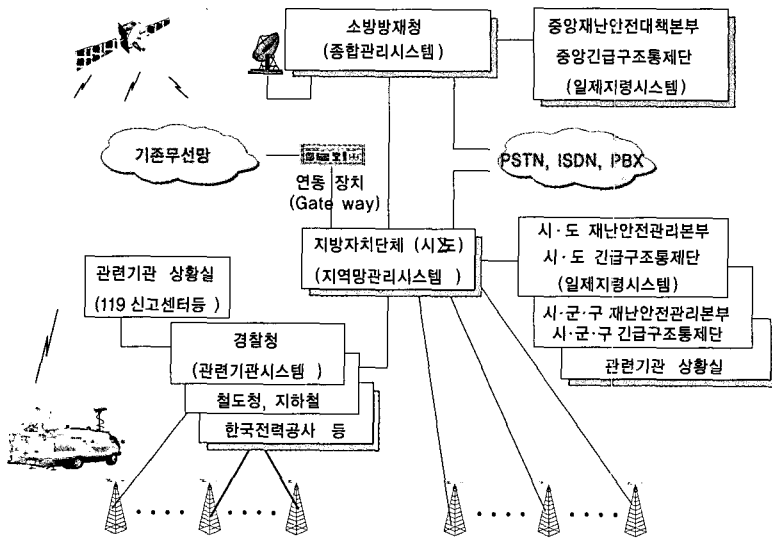 소방방재청
(종합관리시스템)
중앙재난안전대책본부
중앙긴급구조통제단
(일제지령시스템)
기존무선망
연동 장치
(Gate way)
PSTN, ISDN, PBX
지방자치단체 (시도)
(지역망관리시스템 )
시·도 재난안전관리본부
시·도 긴급구조통제단
(일제지령시스템)
시·군·구 재난안전관리본부
시·군·구 긴급구조통제단
관련기관 상황실
관련기관 상황실
(119 신고센터등 )
경찰청
(관련기관시스템 )
철도청, 지하철
한국전력공사 등